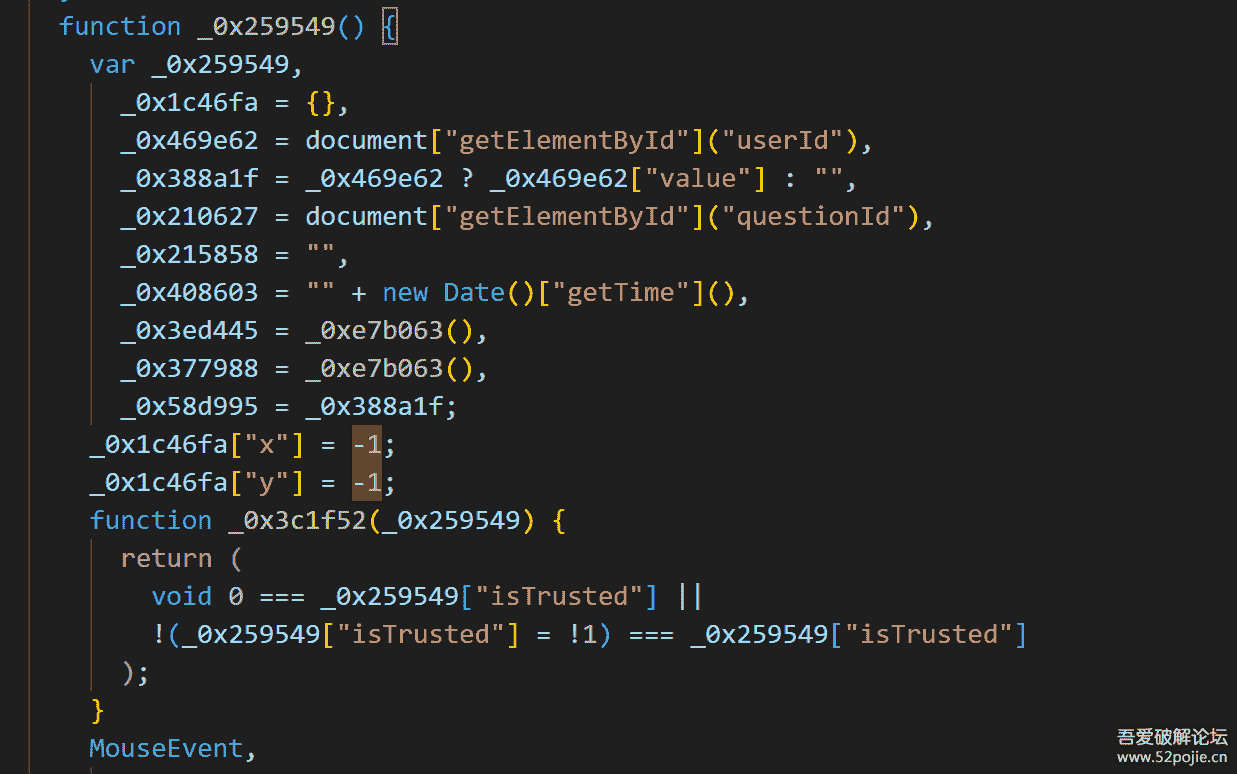 function _0x259549() {
var _0x259549,
_0x1c46fa = {},
_0x469e62 = document["getElementById"]("userId"),
_0x388a1f = _0x469e62 ? _0x469e62["value"] : "",
_0x210627 = document["getElementById"]("questionId"),
_0x215858 = "",
_0x408603 = "" + new Date()["getTime"](),
_0x3ed445 = _0xe7b063(),
_0x377988 = _0xe7b063(),
_0x58d995 = _0x388a1f;
_0x1c46fa["x"] = -1;
_0x1c46fa["y"] = -1;
function _0x3c1f52(_0x259549) {
return (
void 0 === _0x259549["isTrusted"] ||
!(_0x259549["isTrusted"] = !1) === _0x259549["isTrusted"]
);
}
MouseEvent,
吾爱破解论坛
www.52pojie.cn